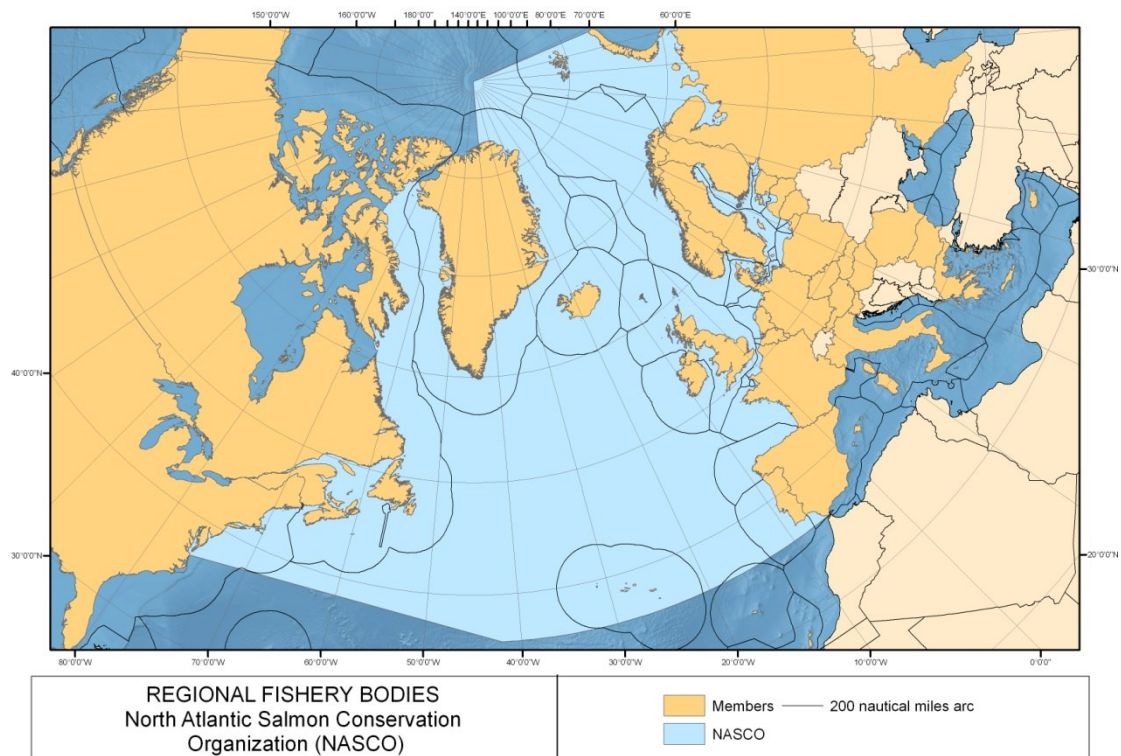 150°0'0"W 160°0'0"W 180°0'0" 140°0'0"E 100°0'0"E 80°0'0"E 70°0'0"E 60°0'0"E
30°0'0"N
40°0'0"N
30°0'0"N
20°0'0"N
80°0'0"W 70°0'0"W 60°0'0"W 50°0'0"W 40°0'0"W 30°0'0"W 20°0'0"W 10°0'0"W 0°0'0"
REGIONAL FISHERY BODIES
North Atlantic Salmon Conservation
Organization (NASCO)
Members 200 nautical miles arc
NASCO